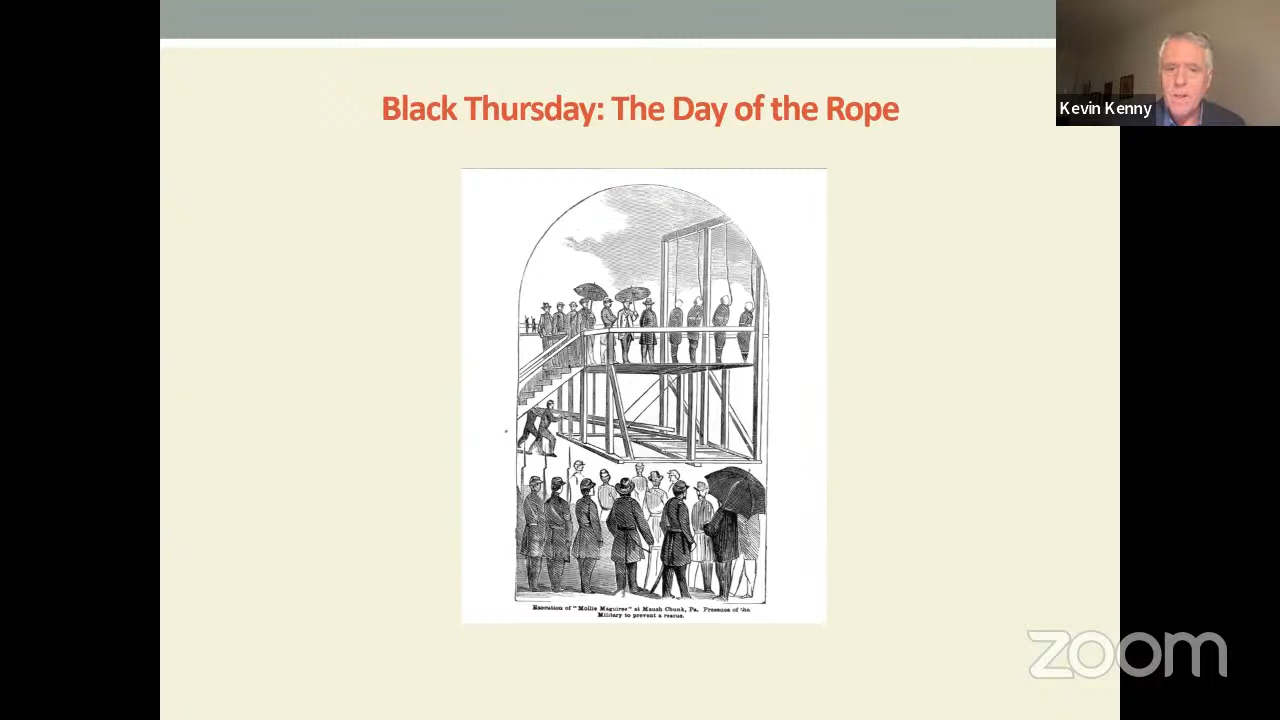 Black Thursday: The Day of the Rope
Kevin Kenny
Execution of "Mollie Maguires" at Mauch Chunk, Pa. Presence of the
Military to prevent a rescue.
zoom